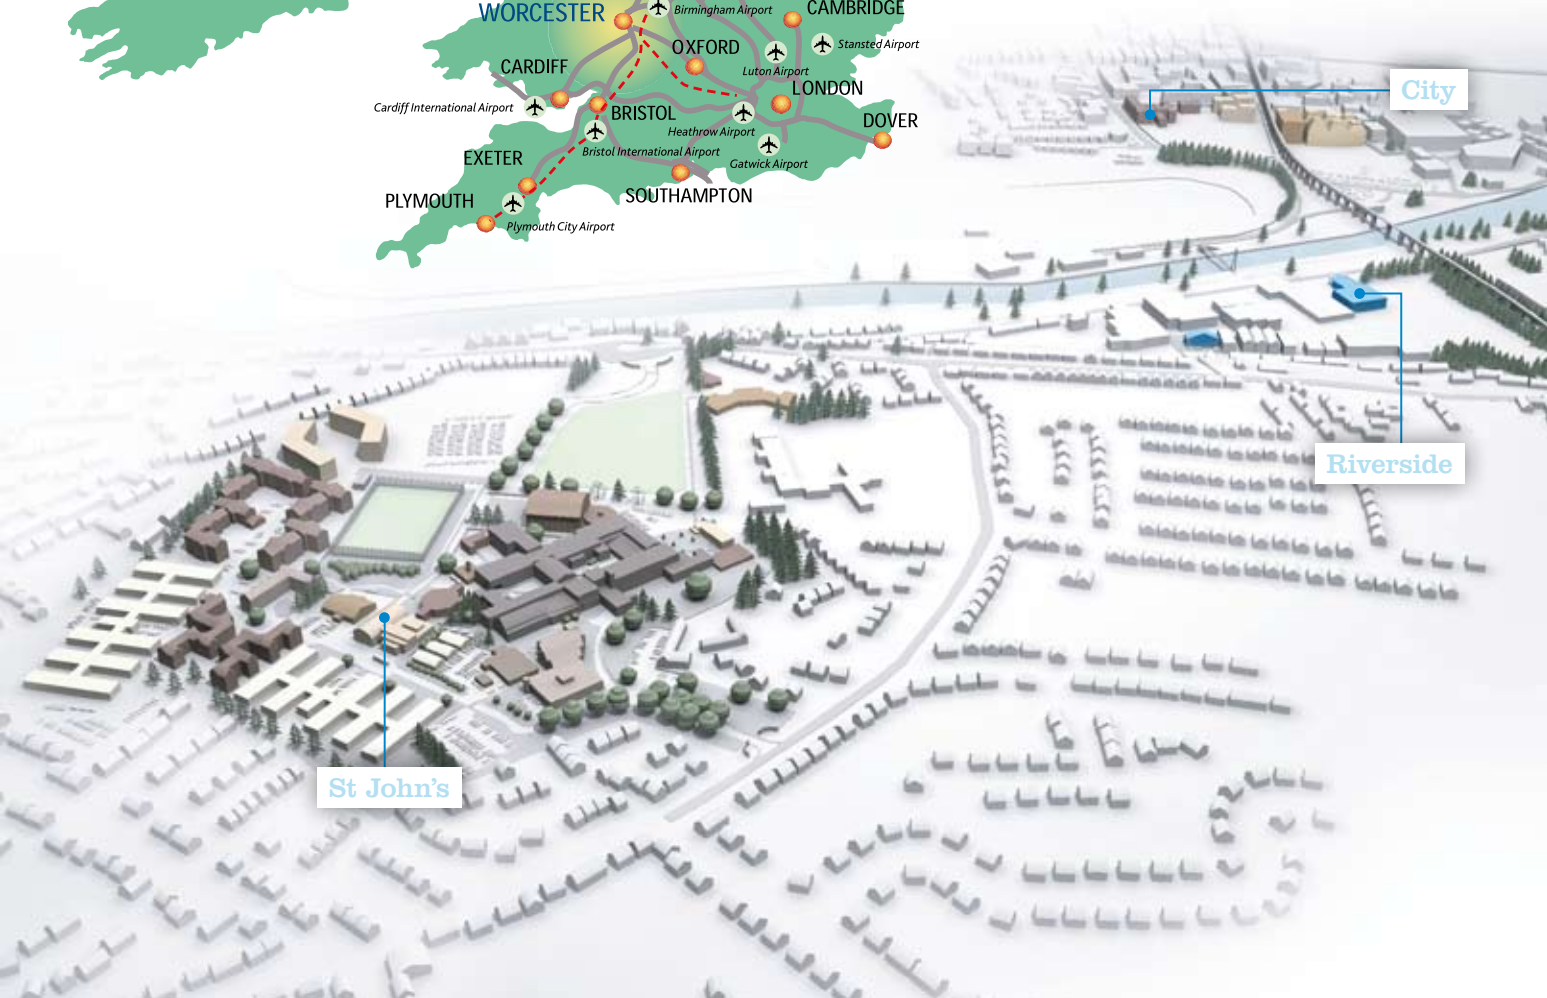 WORCESTER
Birmingham Airport
CAMBRIDGE
OXFORD
Stansted Airport
CARDIFF
Luton Airport
LONDON
Cardiff International Airport
BRISTOL
Heathrow Airport
DOVER
EXETER
Bristol International Airport
Gatwick Airport
PLYMOUTH
SOUTHAMPTON
Plymouth City Airport
City
Riverside
St John's